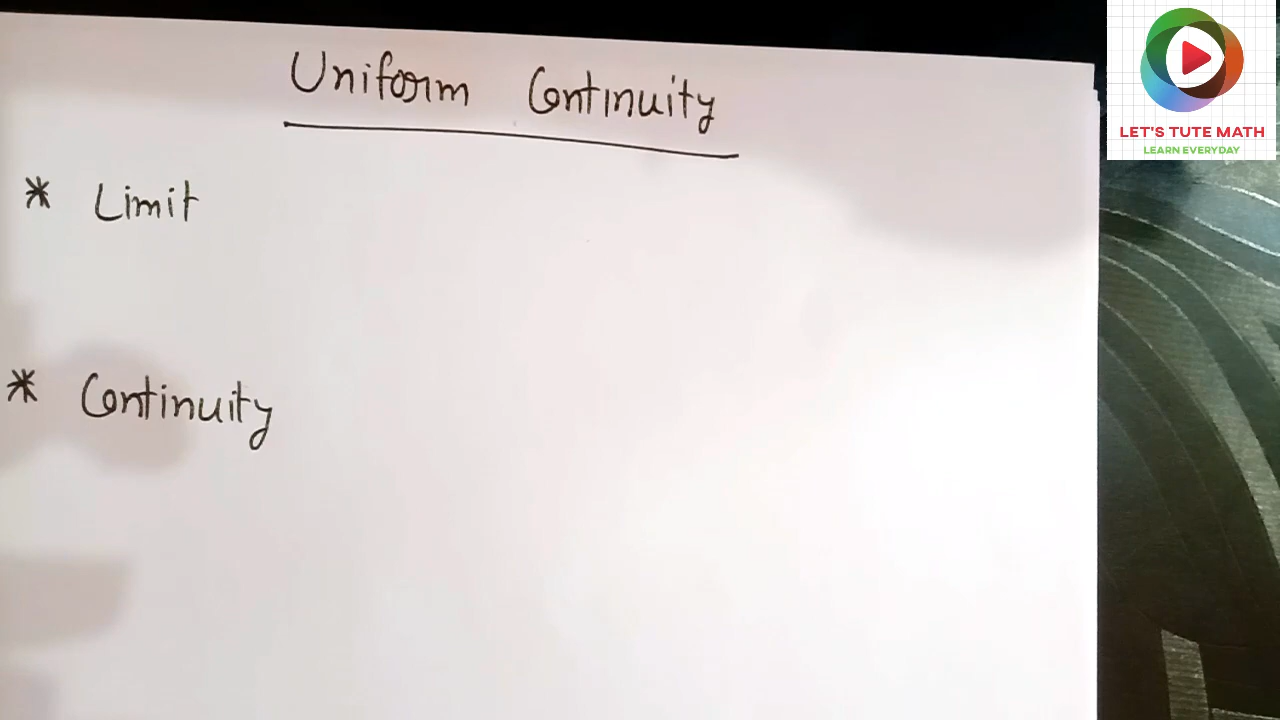 Uniform Continuity
* Limit
* Continuity
LET'S TUTE MATH
LEARN EVERYDAY